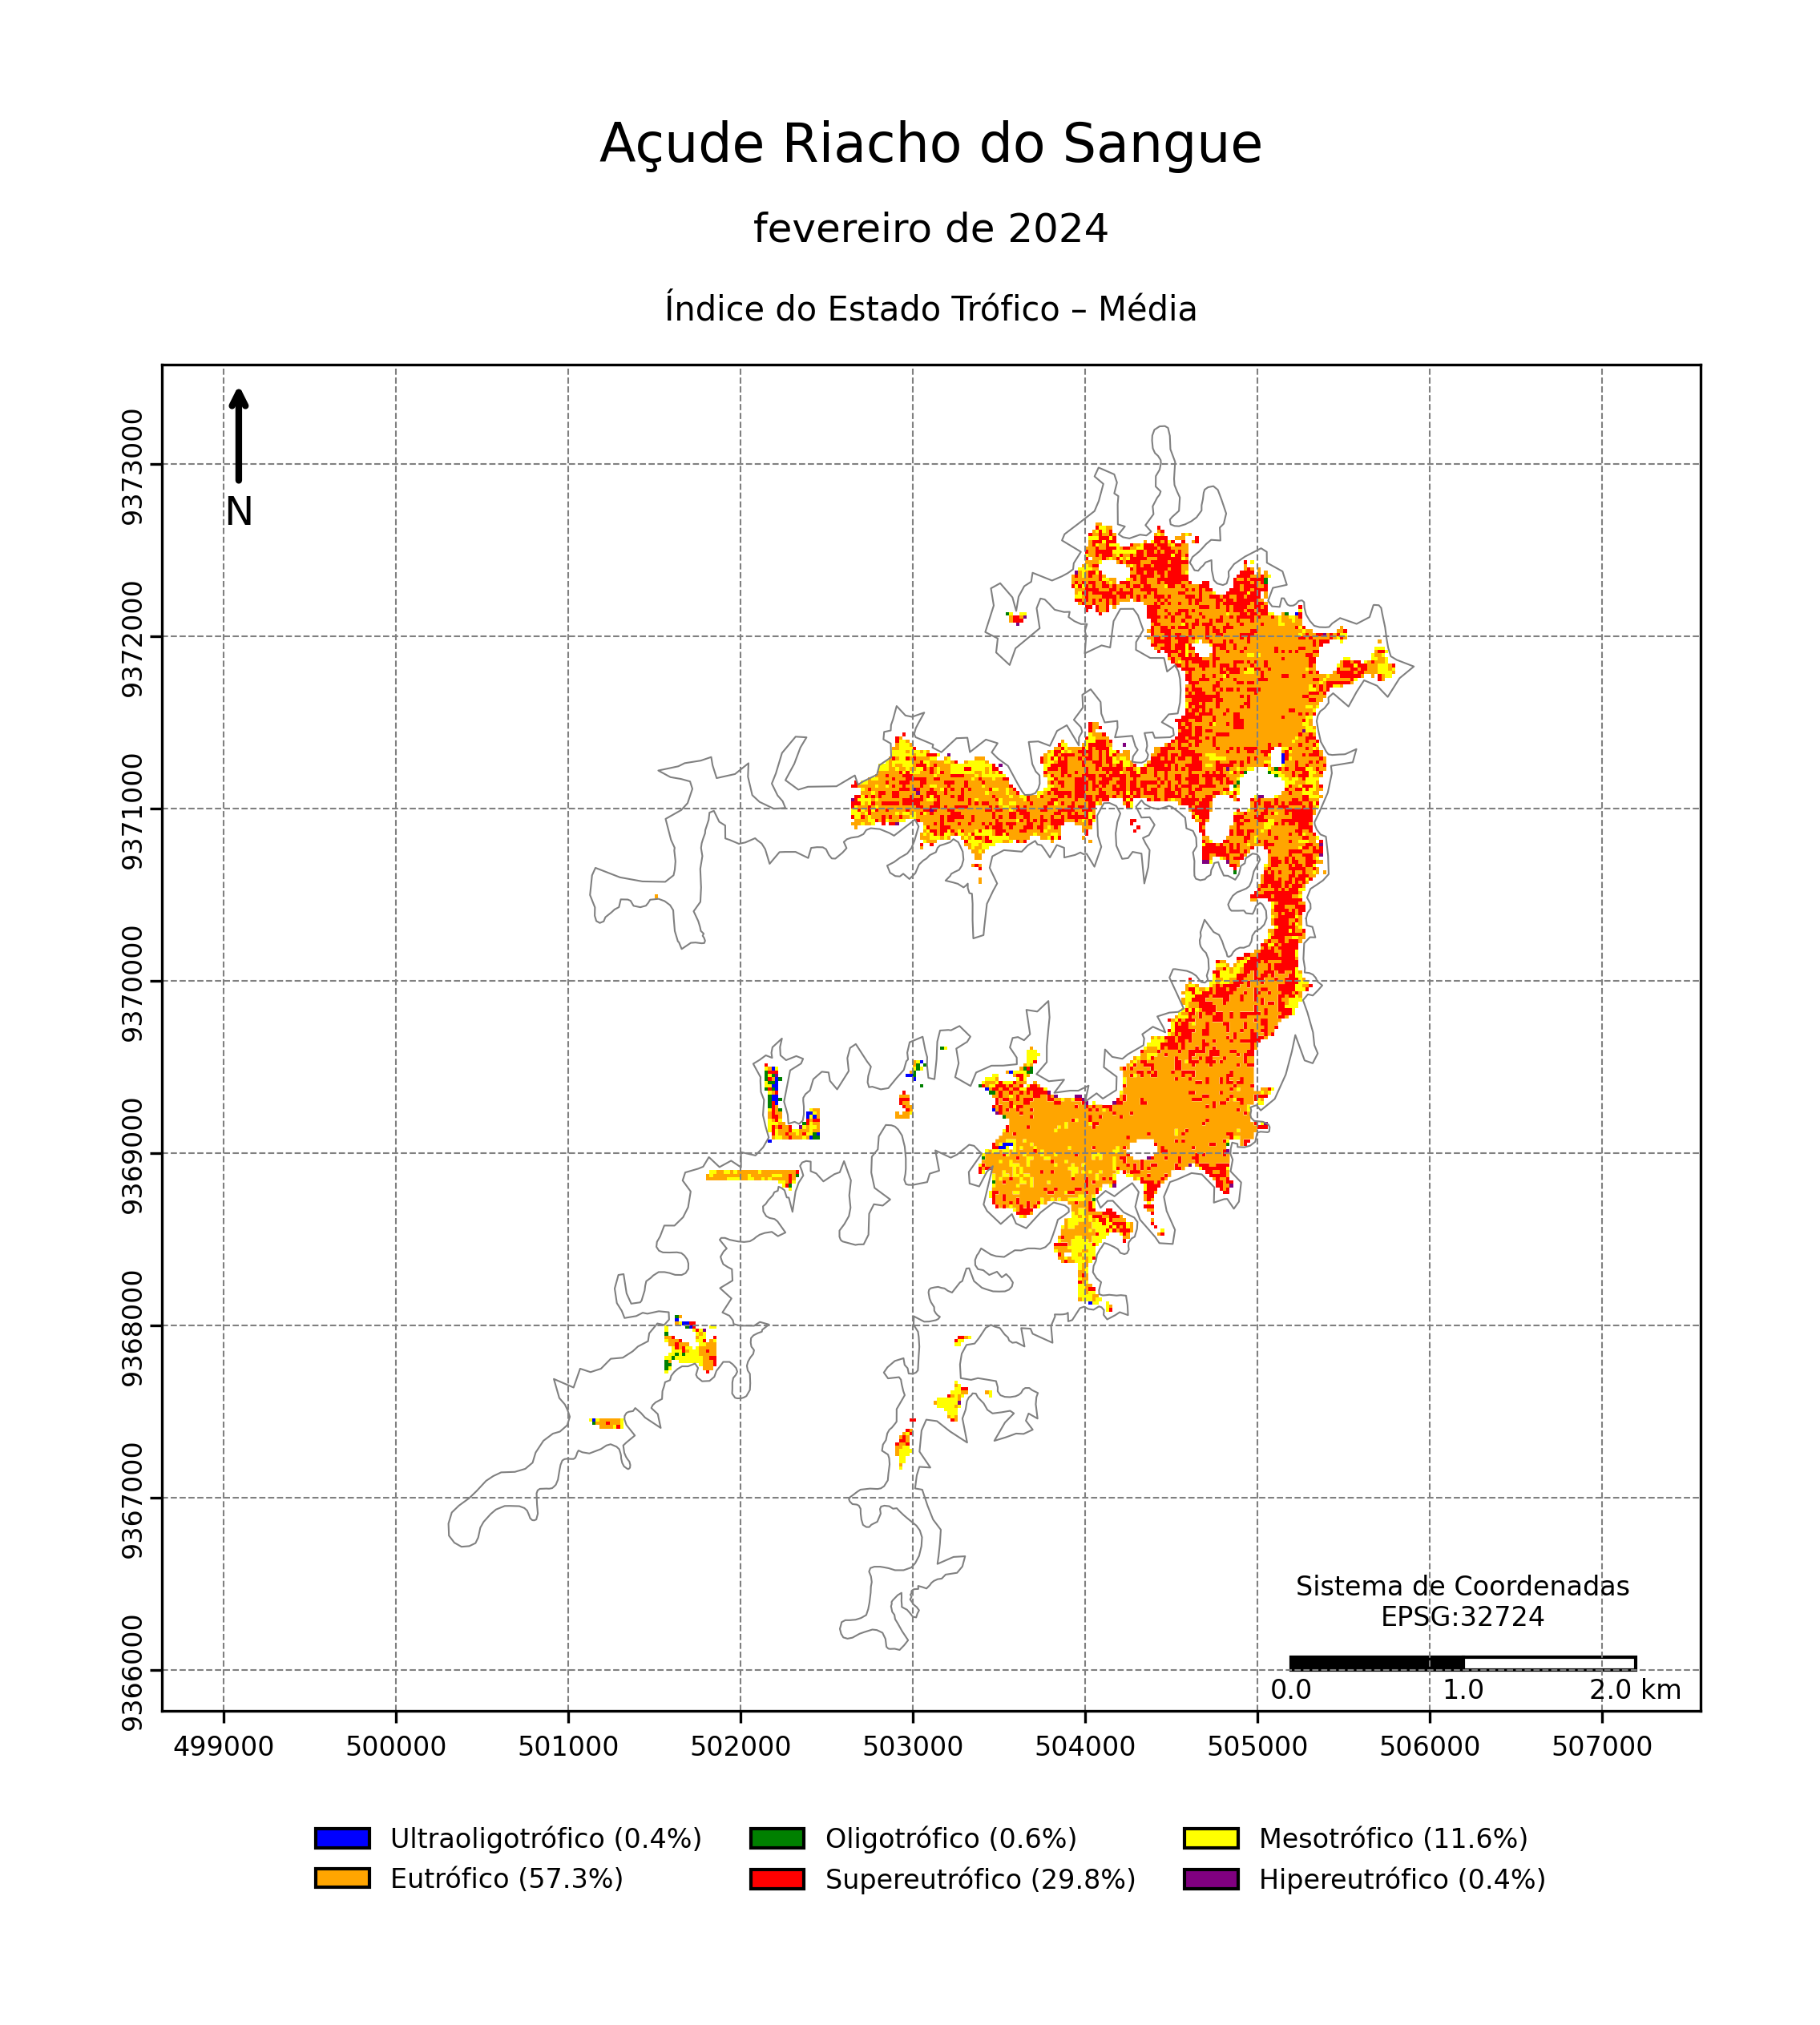 Açude Riacho do Sangue
fevereiro de 2024
Índice do Estado Trófico – Média
N
9373000
9372000
9371000
9370000
9369000
9368000
9367000
9366000
Sistema de Coordenadas
EPSG:32724
0.0 1.0 2.0 km
499000 500000 501000 502000 503000 504000 505000 506000 507000
Ultraoligotrófico (0.4%) Oligotrófico (0.6%) Mesotrófico (11.6%)
Eutrófico (57.3%) Supereutrófico (29.8%) Hipereutrófico (0.4%)